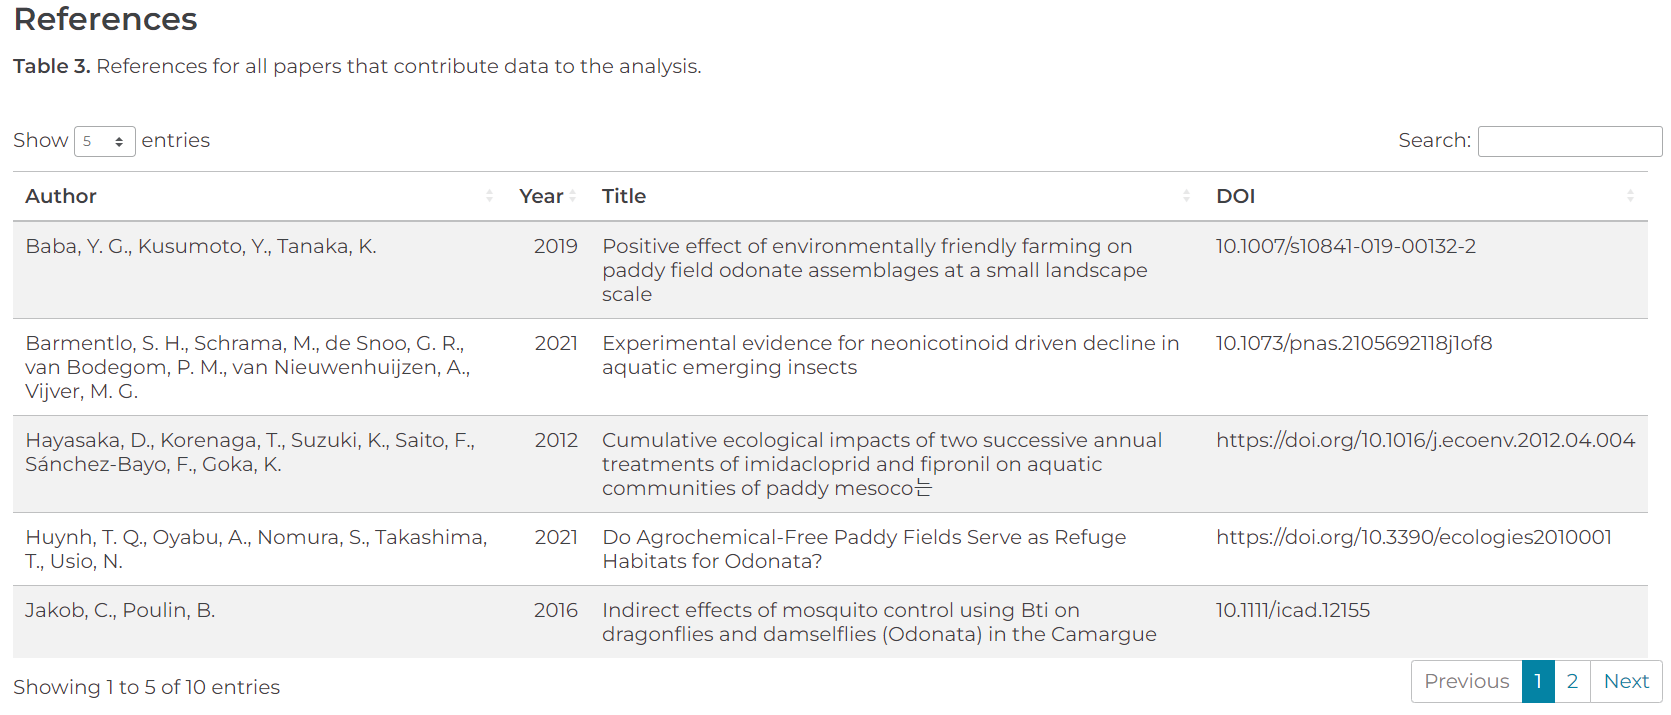 References
Table 3. References for all papers that contribute data to the analysis.
Show 5 entries
Search:
Author Year Title DOI
Baba, Y. G., Kusumoto, Y., Tanaka, K. 2019 Positive effect of environmentally friendly farming on 10.1007/s10841-019-00132-2
paddy field odonate assemblages at a small landscape
scale
Barmentlo, S. H., Schrama, M., de Snoo, G. R., 2021 Experimental evidence for neonicotinoid driven decline in 10.1073/pnas.2105692118j1of8
van Bodegom, P. M., van Nieuwenhuijzen, A., aquatic emerging insects
Vijver, M. G.
Hayasaka, D., Korenaga, T., Suzuki, K., Saito, F., 2012 Cumulative ecological impacts of two successive annual https://doi.org/10.1016/j.ecoenv.2012.04.004
Sánchez-Bayo, F., Goka, K. treatments of imidacloprid and fipronil on aquatic
communities of paddy mesoco는
Huynh, T. Q., Oyabu, A., Nomura, S., Takashima, 2021 Do Agrochemical-Free Paddy Fields Serve as Refuge https://doi.org/10.3390/ecologies2010001
T., Usio, N. Habitats for Odonata?
Jakob, C., Poulin, B. 2016 Indirect effects of mosquito control using Bti on 10.1111/icad.12155
dragonflies and damselflies (Odonata) in the Camargue
Showing 1 to 5 of 10 entries
Previous 1 2 Next